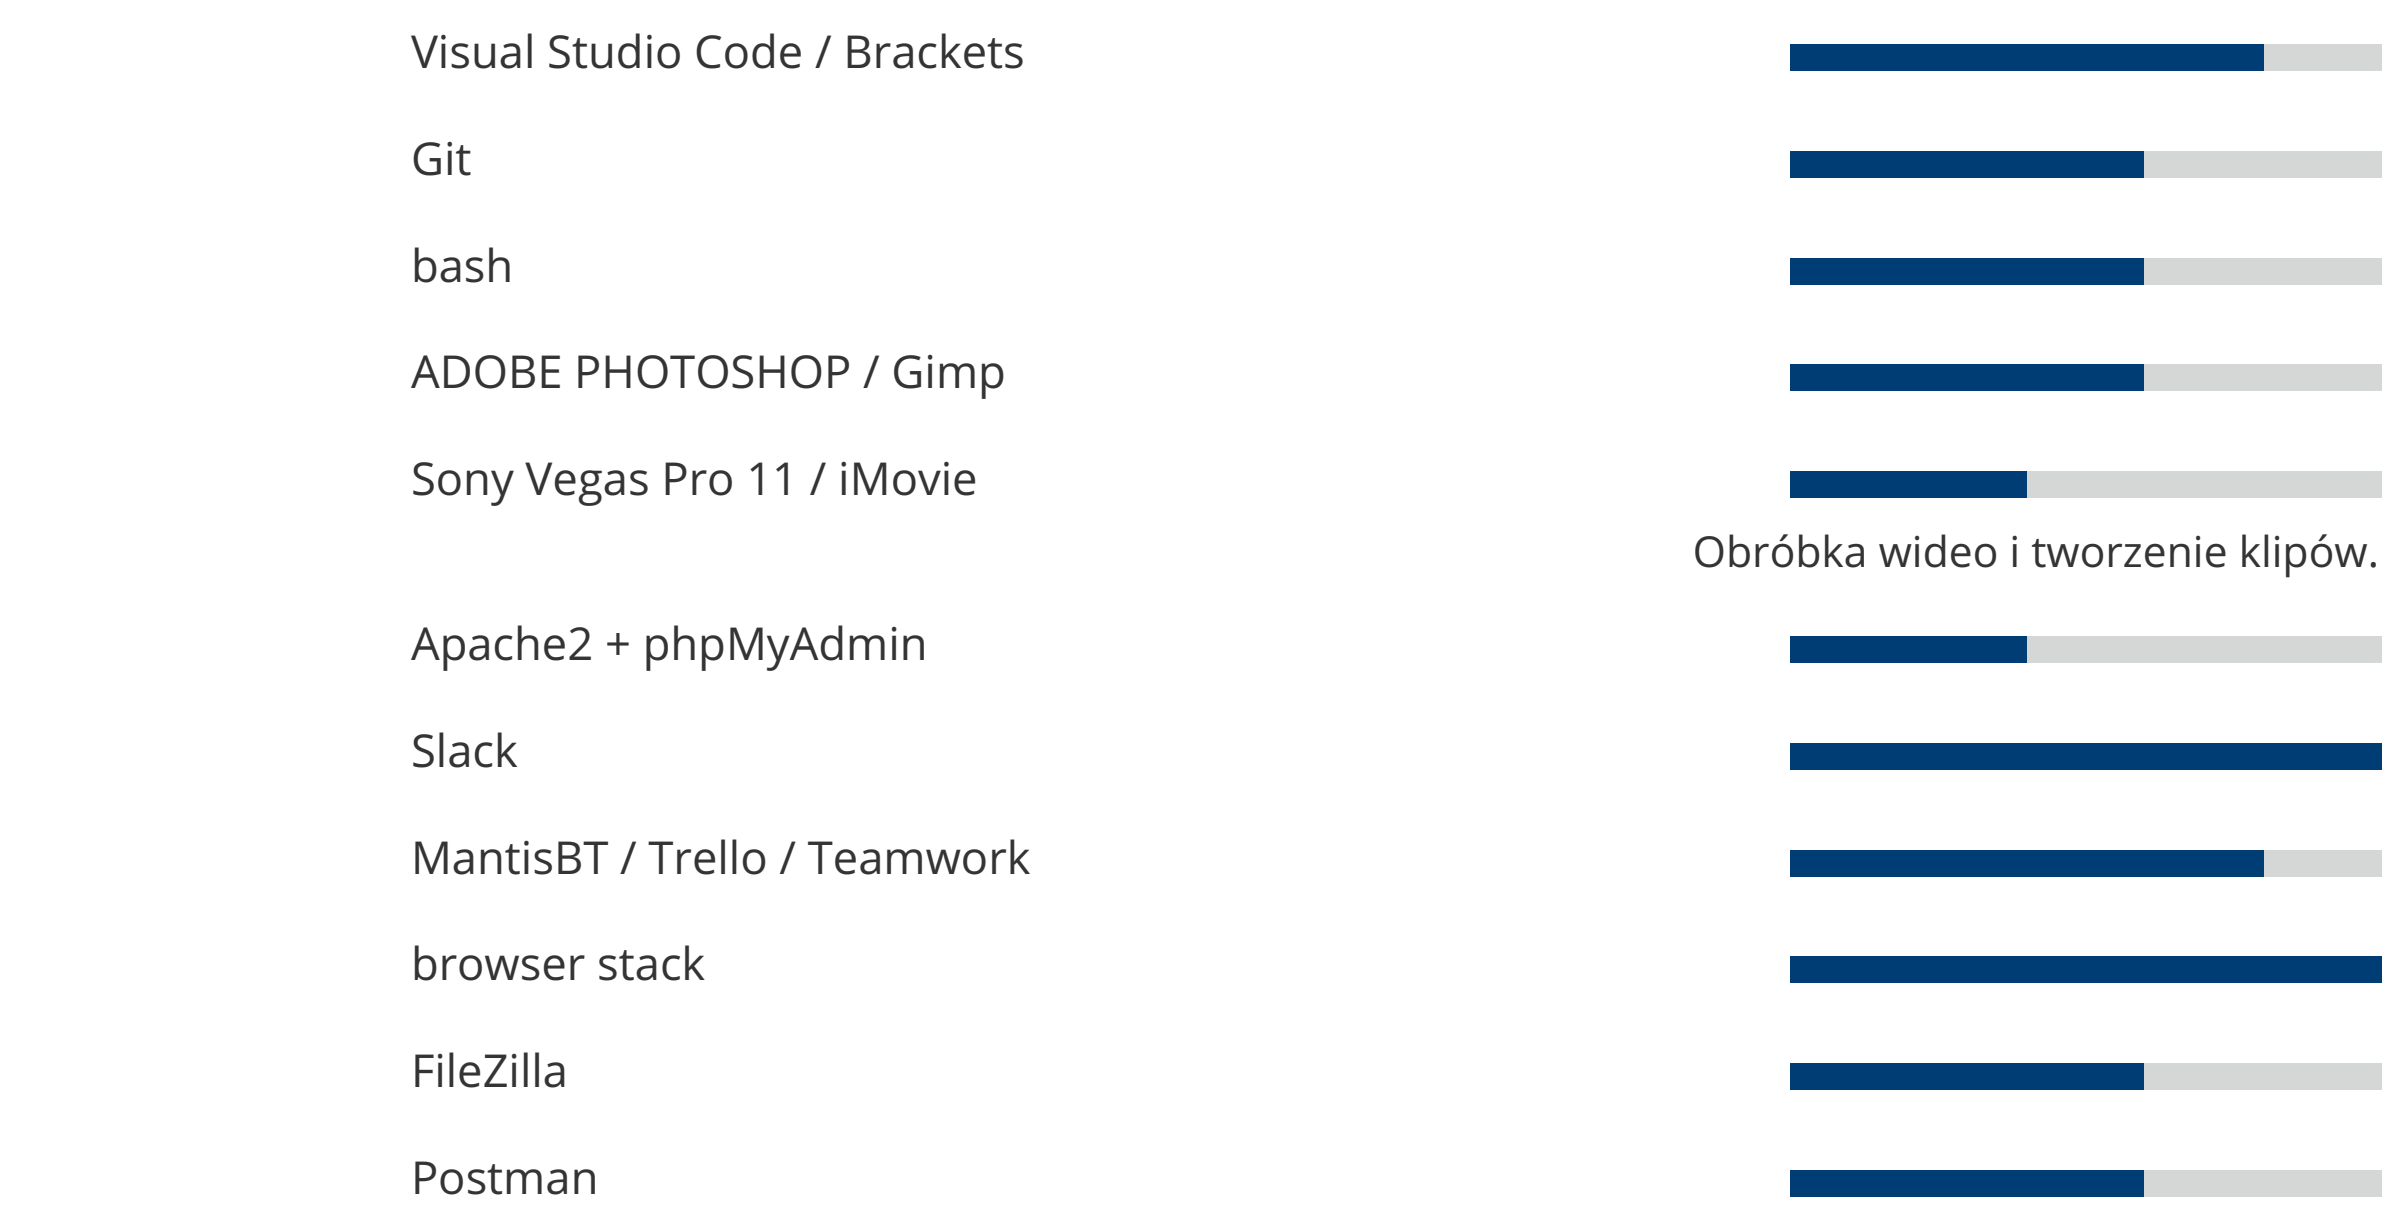 Visual Studio Code / Brackets
Git
bash
ADOBE PHOTOSHOP / Gimp
Sony Vegas Pro 11 / iMovie
Obróbka wideo i tworzenie klipów.
Apache2 + phpMyAdmin
Slack
MantisBT / Trello / Teamwork
browser stack
FileZilla
Postman